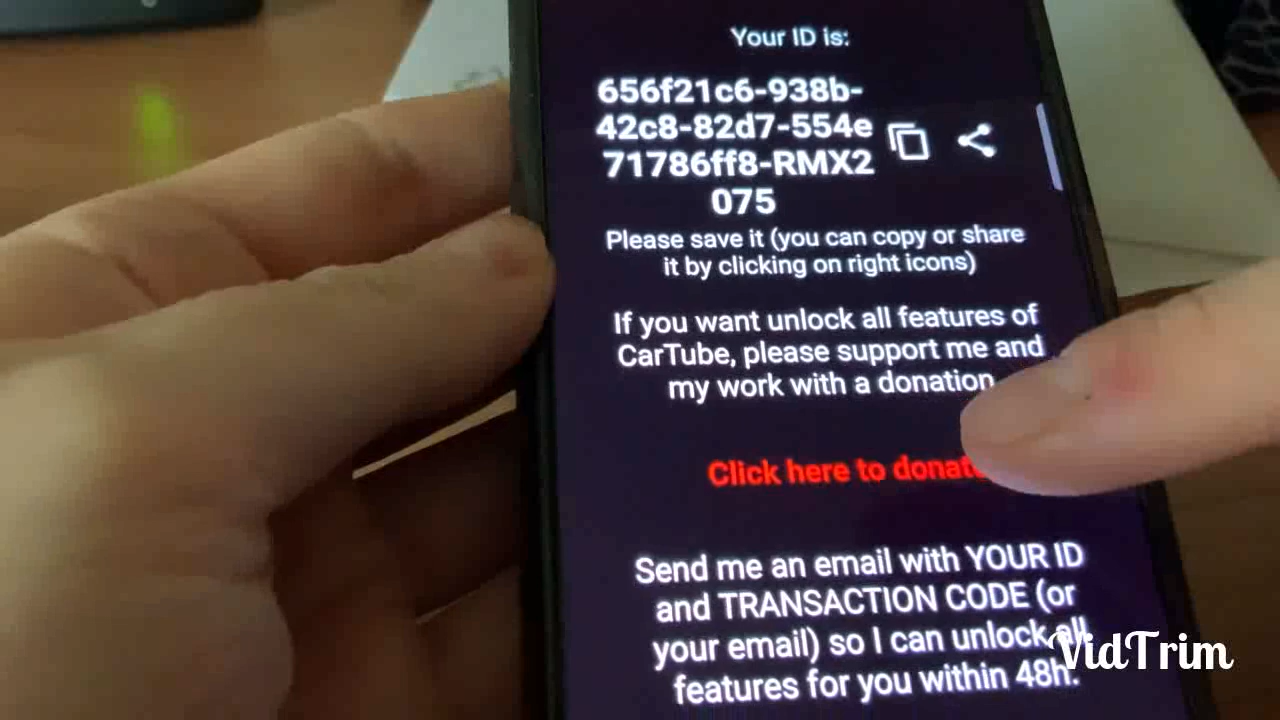 Your ID is:
656f21c6-938b-
42c8-82d7-554e
71786ff8-RMX2
075
Please save it (you can copy or share
it by clicking on right icons)
If you want unlock all features of
CarTube, please support me and
my work with a donation
Click here to donate
Send me an email with YOUR ID
and TRANSACTION CODE (or
your email) so I can unlock all
features for you within 48h.
VidTrim